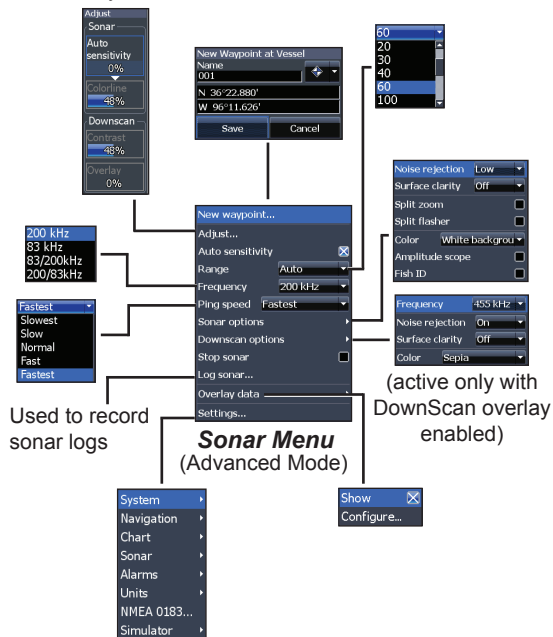 Adjust
Sonar
Auto
sensitivity
0%
Colorline
48%
Downscan
Contrast
48%
Overlay
0%
New Waypoint at Vessel
Name
001
N 36°22.880'
W 96°11.626'
Save Cancel
60
20
30
40
60
100
New waypoint...
Adjust...
Auto sensitivity
Range Auto
Frequency 200 kHz
Ping speed Fastest
Sonar options
Downscan options
Stop sonar
Log sonar...
Overlay data
Settings...
200 kHz
83 kHz
83/200kHz
200/83kHz
Fastest
Slowest
Slow
Normal
Fast
Fastest
Noise rejection Low
Surface clarity Off
Split zoom
Split flasher
Color White backgrou
Amplitude scope
Fish ID
Frequency 455 kHz
Noise rejection On
Surface clarity Off
Color Sepia
(active only with
DownScan overlay
enabled)
Used to record
sonar logs
Sonar Menu
(Advanced Mode)
System
Navigation
Chart
Sonar
Alarms
Units
NMEA 0183...
Simulator
Show
Configure...